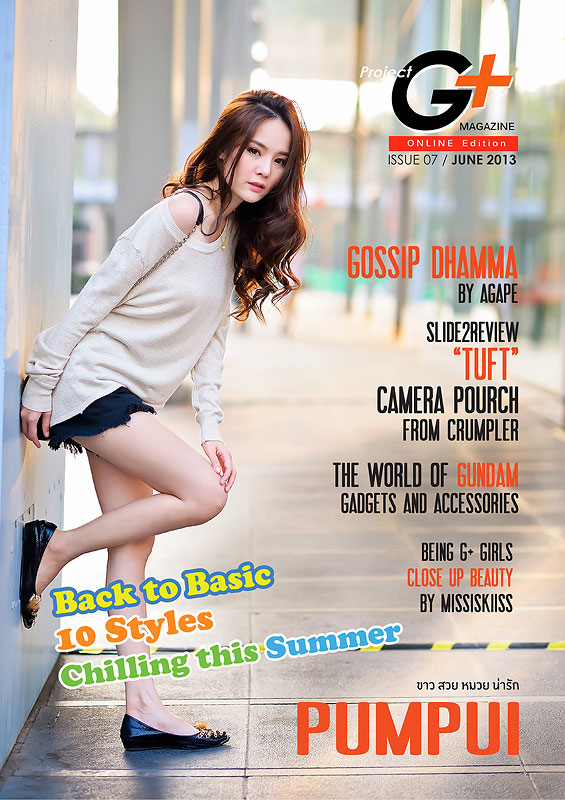 Project
G+
MAGAZINE
ONLINE Edition
ISSUE 07 / JUNE 2013
GOSSIP DHAMMA
BY AGAPE
SLIDE2REVIEW
"TUFT"
CAMERA POURCH
FROM CRUMPLER
THE WORLD OF GUNDAM
GADGETS AND ACCESSORIES
BEING G+ GIRLS
CLOSE UP BEAUTY
BY MISSISKIISS
Back to Basic
10 Styles
Chilling this Summer
ขาว สวย หมวย น่ารัก
PUMPUI